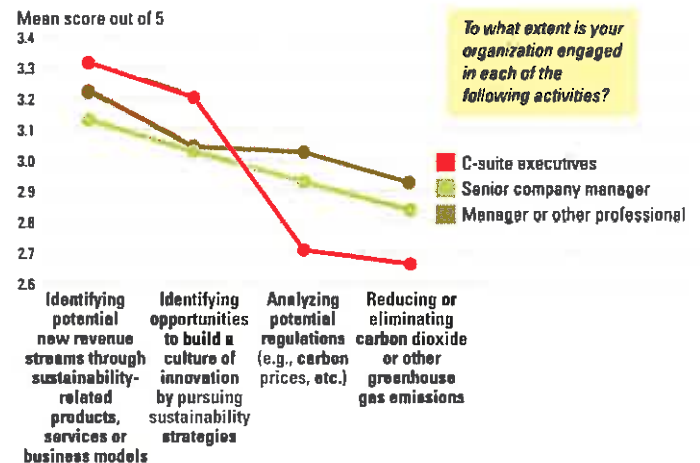 Mean score out of 5
3.4
3.3
3.2
3.1
3.0
2.9
2.8
2.7
2.6
To what extent is your
organization engaged
in each of the
following activities?
C-suite executives
Senior company manager
Manager or other professional
Identifying
potential
new revenue
streams through
sustainability-
related
products,
services or
business models
Identifying
opportunities
to build a
culture of
innovation
by pursuing
sustainability
strategies
Analyzing
potential
regulations
(e.g., carbon
prices, etc.)
Reducing or
eliminating
carbon dioxide
or other
greenhouse
gas emissions